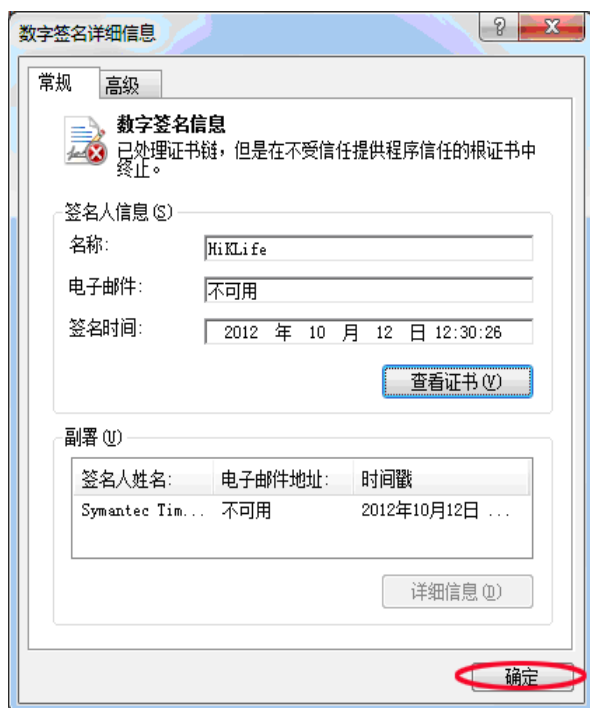 数字签名详细信息
常规
高级
数字签名信息
已处理证书链，但是在不受信任提供程序信任的根证书中
终止。
签名人信息(S)
名称:
HiKLife
电子邮件:
不可用
签名时间:
2012 年 10 月 12 日 12:30:26
查看证书(V)
副署(U)
签名人姓名: 电子邮件地址: 时间戳
Symantec Tim... 不可用 2012年10月12日 ...
详细信息(D)
确定